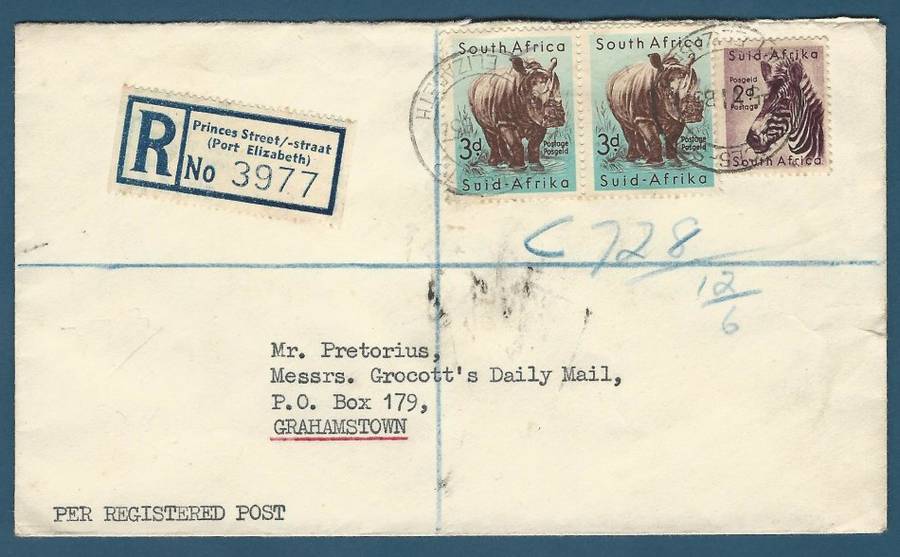 R
Princes Street/-straat
(Port Elizabeth)
No 3977
South Africa
3d.
Postage
Posgeld
Suid-Afrika
South Africa
3d.
Postage
Posgeld
Suid-Afrika
Suid-Afrika
Posgeld
2d.
Postage
South Africa
C 728
12
6
Mr. Pretorius,
Messrs. Grocott's Daily Mail,
P.O. Box 179,
GRAHAMSTOWN
PER REGISTERED POST